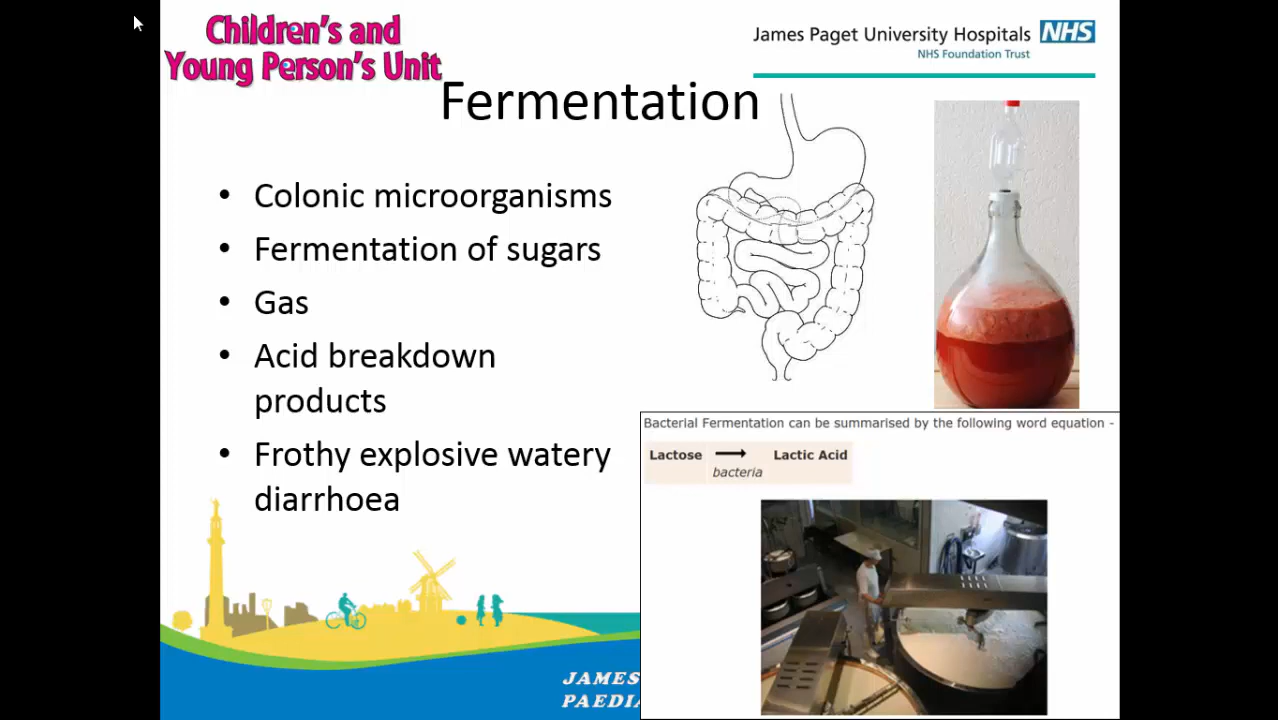 Children's and
Young Person's Unit
James Paget University Hospitals NHS
NHS Foundation Trust
Fermentation
• Colonic microorganisms
• Fermentation of sugars
• Gas
• Acid breakdown
products
• Frothy explosive watery
diarrhoea
Bacterial Fermentation can be summarised by the following word equation -
Lactose → Lactic Acid
bacteria
JAMES